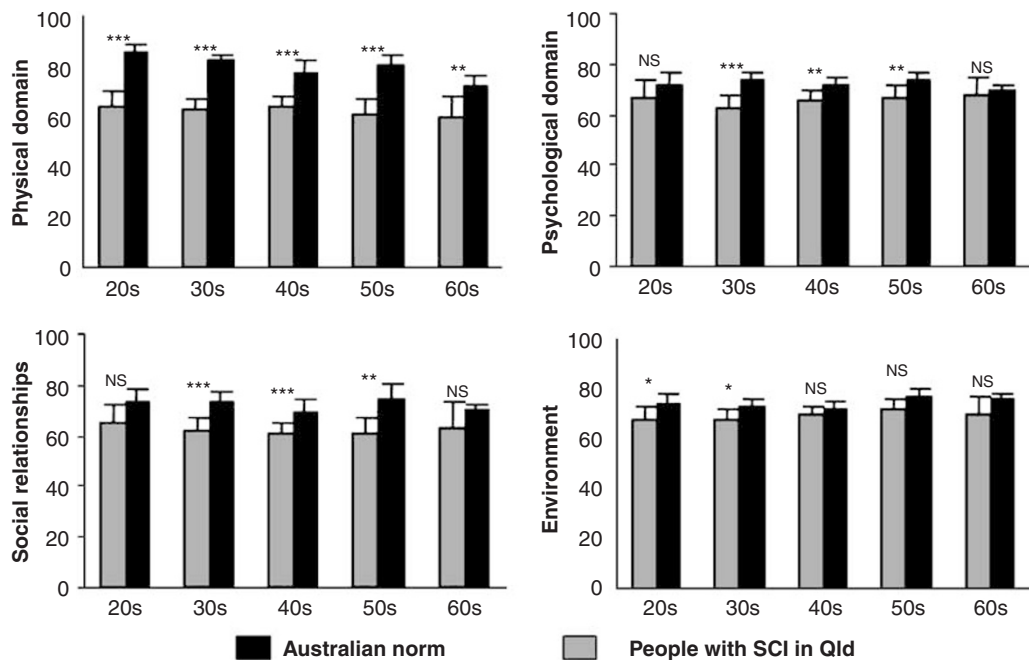 Physical domain
100
80
60
40
20
0
***
***
***
***
**
20s 30s 40s 50s 60s
Psychological domain
100
80
60
40
20
0
NS
***
**
**
NS
20s 30s 40s 50s 60s
Social relationships
100
80
60
40
20
0
NS
***
***
**
NS
20s 30s 40s 50s 60s
Environment
100
80
60
40
20
0
*
*
NS
NS
NS
20s 30s 40s 50s 60s
Australian norm People with SCI in Qld